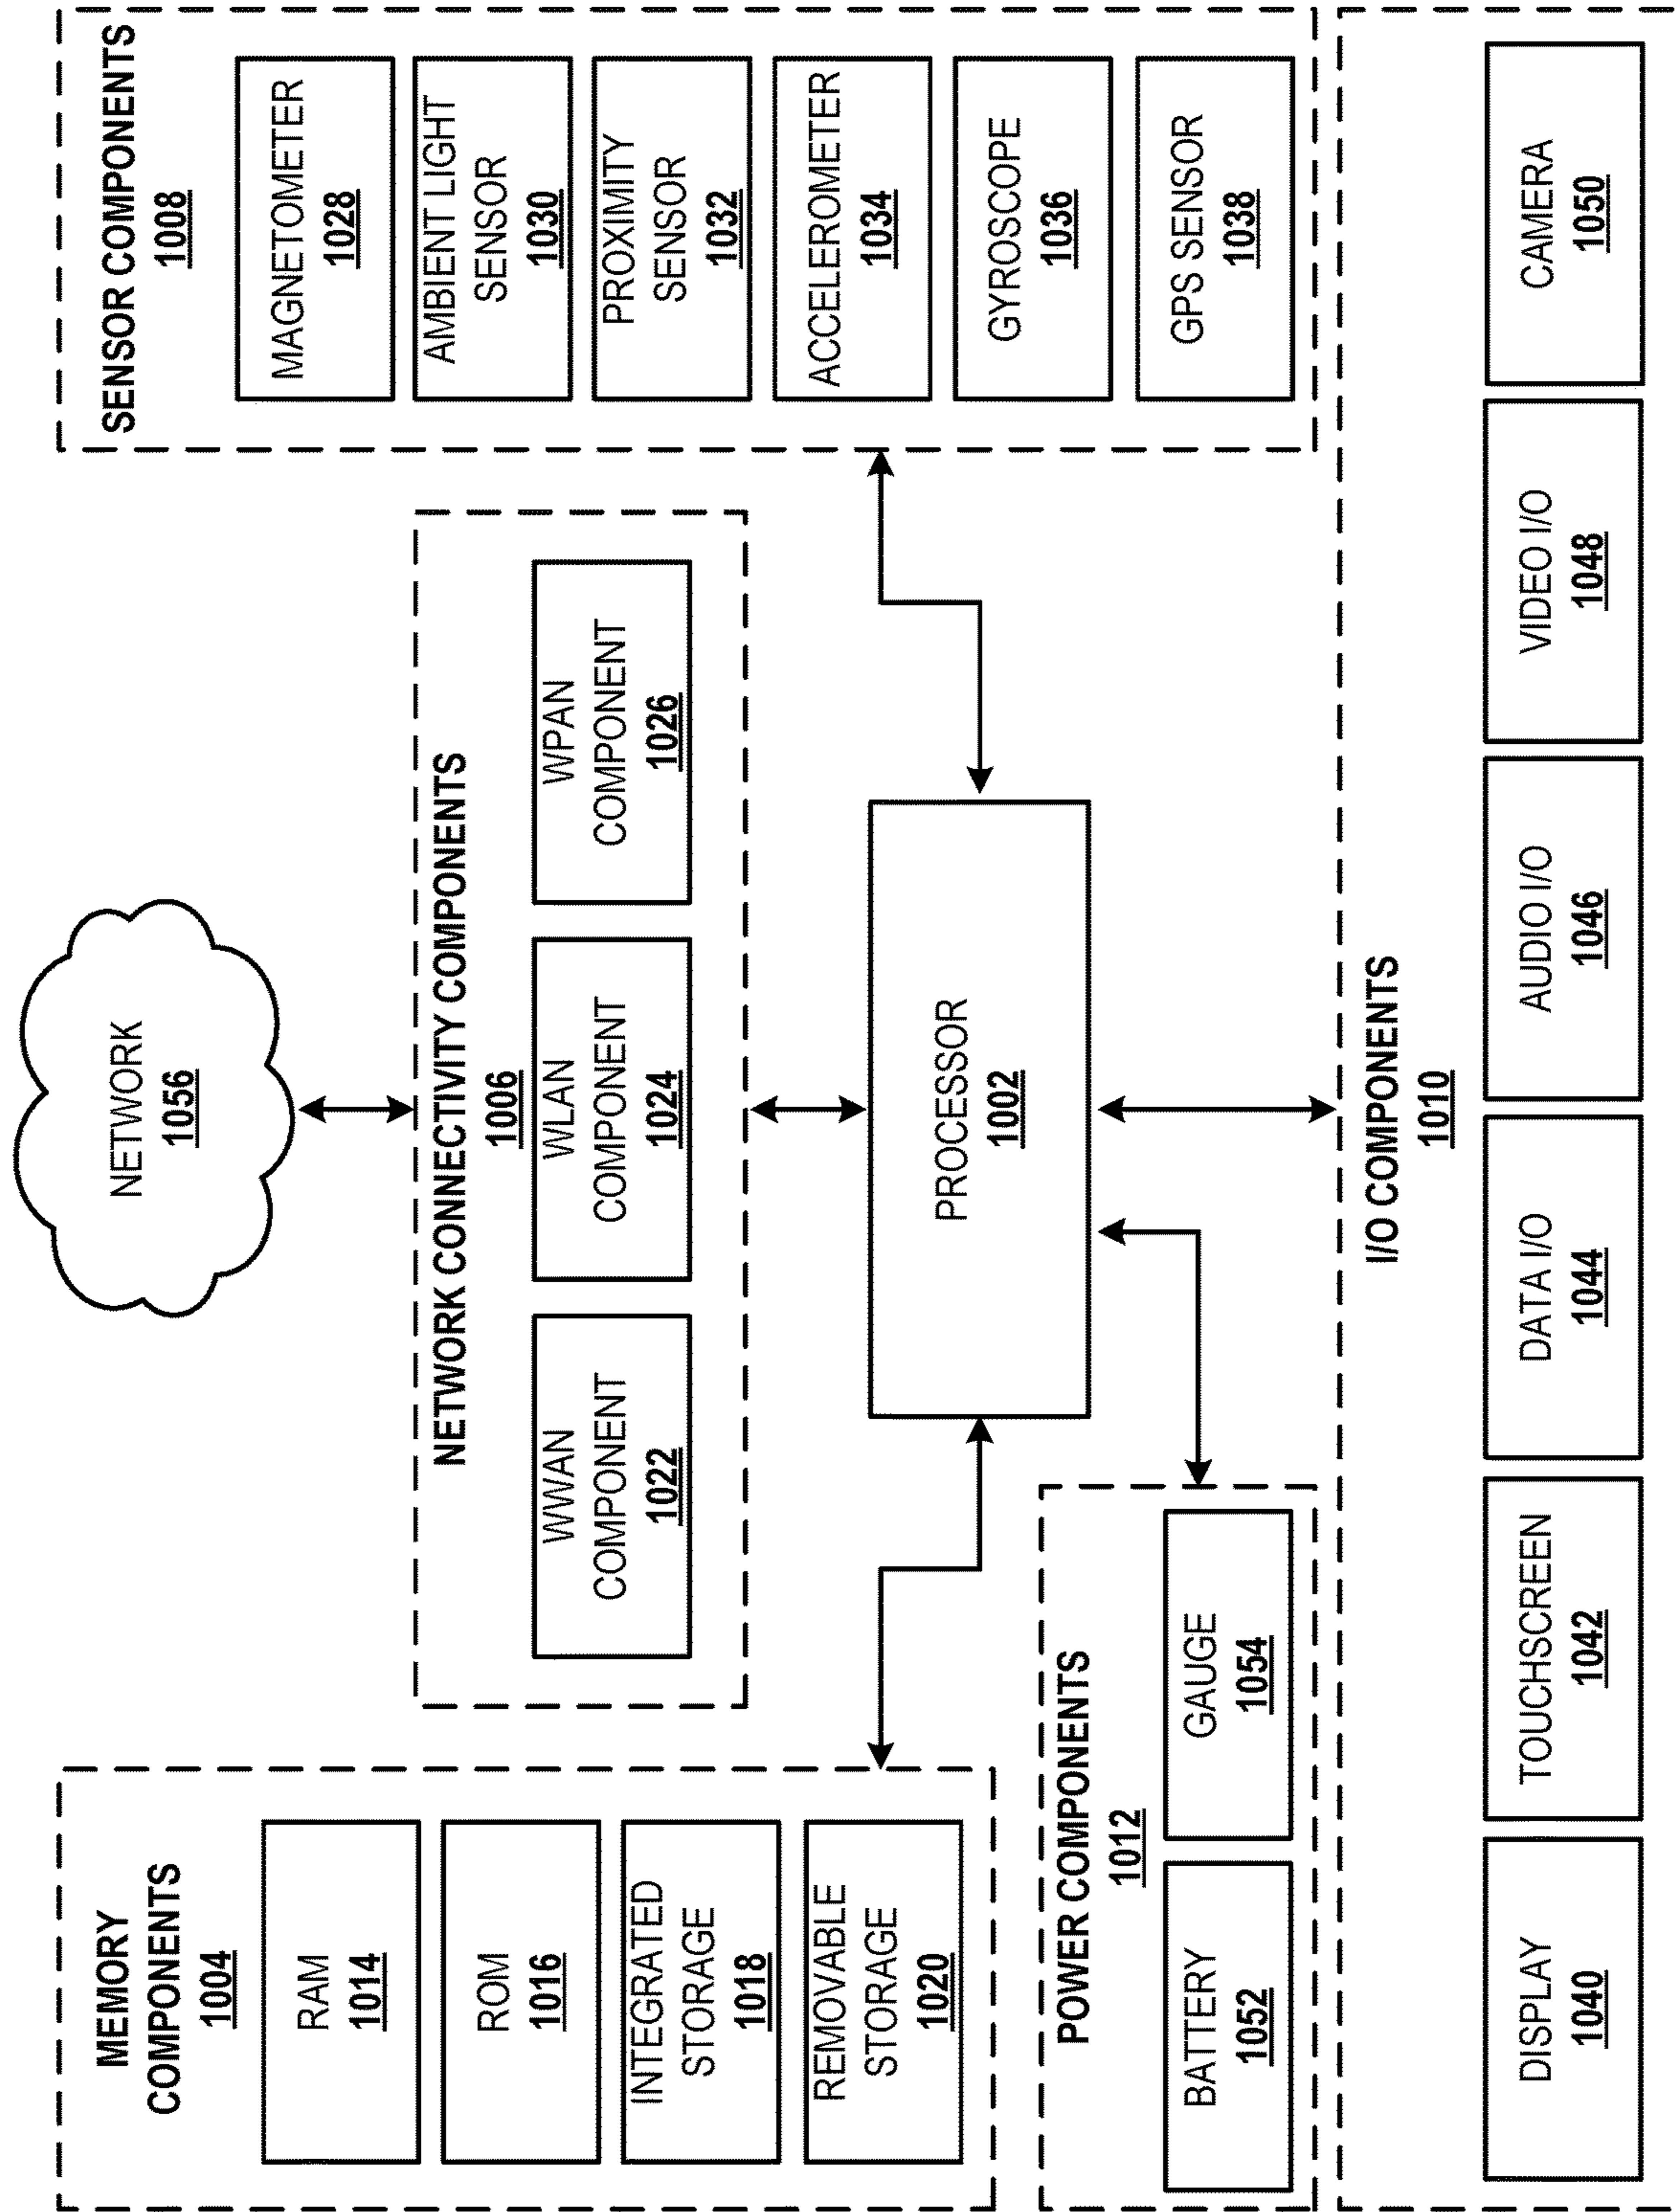 NETWORK
1056
MEMORY
COMPONENTS
1004
RAM
1014
ROM
1016
INTEGRATED
STORAGE
1018
REMOVABLE
STORAGE
1020
NETWORK CONNECTIVITY COMPONENTS
1006
WWAN
COMPONENT
1022
WLAN
COMPONENT
1024
WPAN
COMPONENT
1026
SENSOR COMPONENTS
1008
MAGNETOMETER
1028
AMBIENT LIGHT
SENSOR
1030
PROXIMITY
SENSOR
1032
ACCELEROMETER
1034
GYROSCOPE
1036
GPS SENSOR
1038
PROCESSOR
1002
POWER COMPONENTS
1012
BATTERY
1052
GAUGE
1054
I/O COMPONENTS
1010
DISPLAY
1040
TOUCHSCREEN
1042
DATA I/O
1044
AUDIO I/O
1046
VIDEO I/O
1048
CAMERA
1050